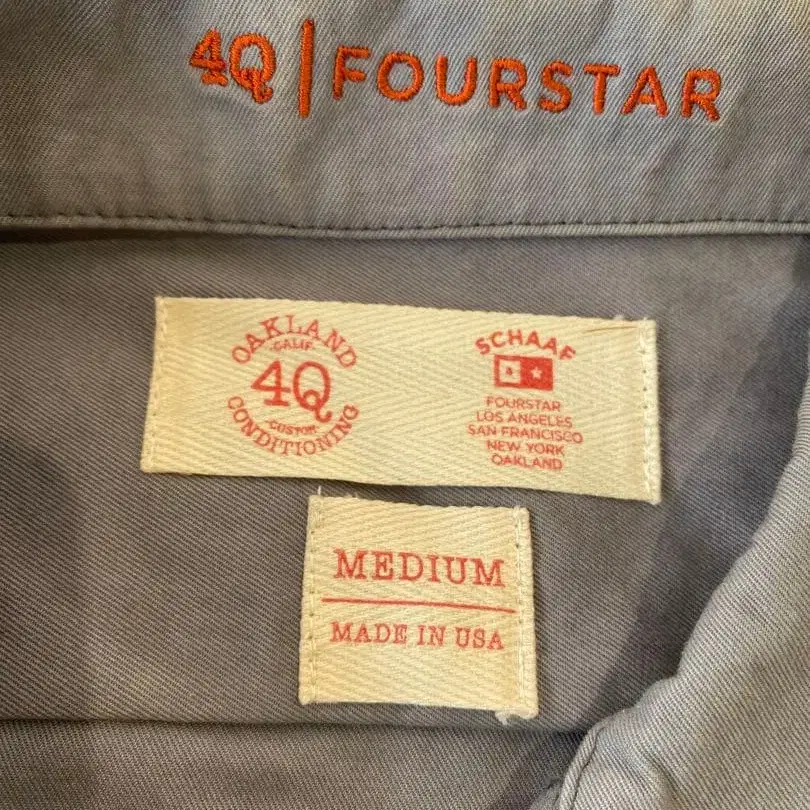 4Q | FOURSTAR
OAKLAND
CALIF.
4Q
CUSTOM
CONDITIONING
SCHAAF
FOURSTAR
LOS ANGELES
SAN FRANCISCO
NEW YORK
OAKLAND
MEDIUM
MADE IN USA